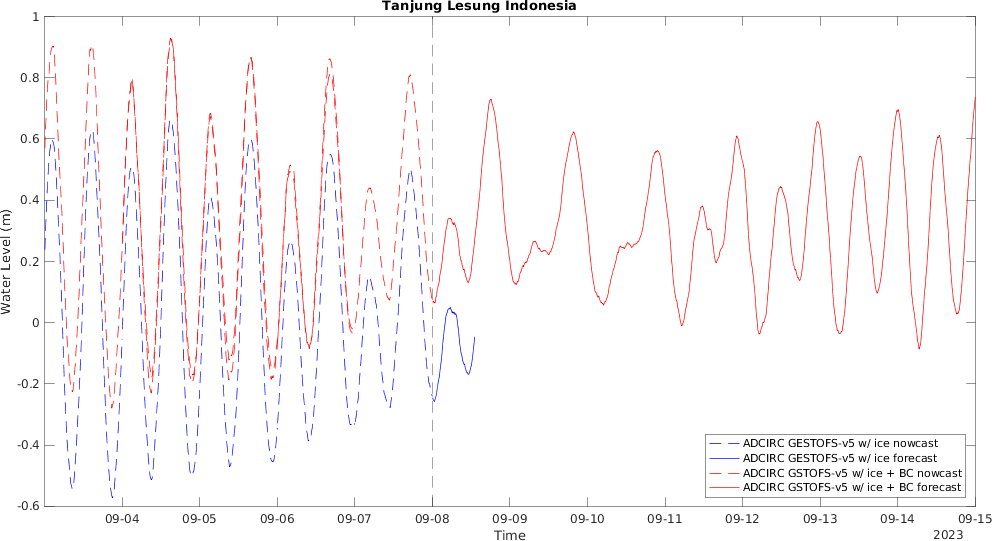 Tanjung Lesung Indonesia
Water Level (m)
1
0.8
0.6
0.4
0.2
0
-0.2
-0.4
-0.6
ADCIRC GESTOFS-v5 w/ ice nowcast
ADCIRC GESTOFS-v5 w/ ice forecast
ADCIRC GSTOFS-v5 w/ ice + BC nowcast
ADCIRC GSTOFS-v5 w/ ice + BC forecast
09-04 09-05 09-06 09-07 09-08 09-09 09-10 09-11 09-12 09-13 09-14 09-15
Time
2023